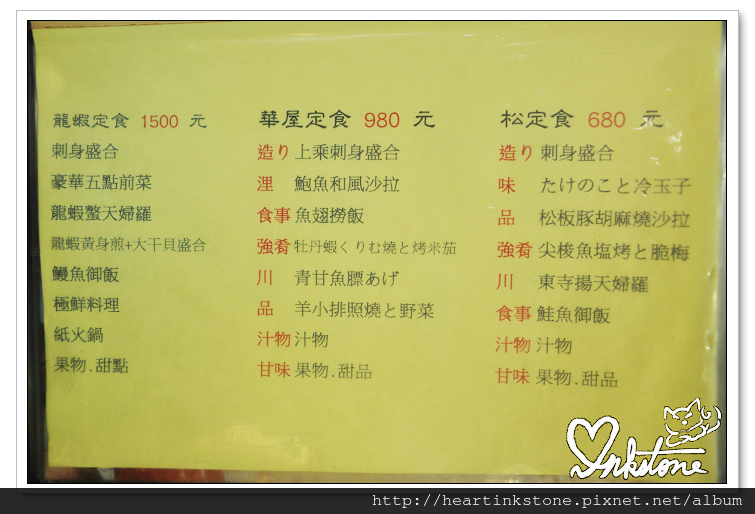 龍蝦定食 1500 元
刺身盛合
豪華五點前菜
龍蝦螯天婦羅
龍蝦黃身煎+大干貝盛合
鰻魚御飯
極鮮料理
紙火鍋
果物.甜點
華屋定食 980 元
造り 上乘刺身盛合
浬 鮑魚和風沙拉
食事 魚翅撈飯
強肴 牡丹蝦くりむ燒と烤米茄
川 青甘魚膘あげ
品 羊小排照燒と野菜
汁物 汁物
甘味 果物.甜品
松定食 680 元
造り 刺身盛合
味 たけのこと冷玉子
品 松板豚胡麻燒沙拉
強肴 尖梭魚塩烤と脆梅
川 東寺揚天婦羅
食事 鮭魚御飯
汁物 汁物
甘味 果物.甜品
Inkstone
http://heartinkstone.pixnet.net/album